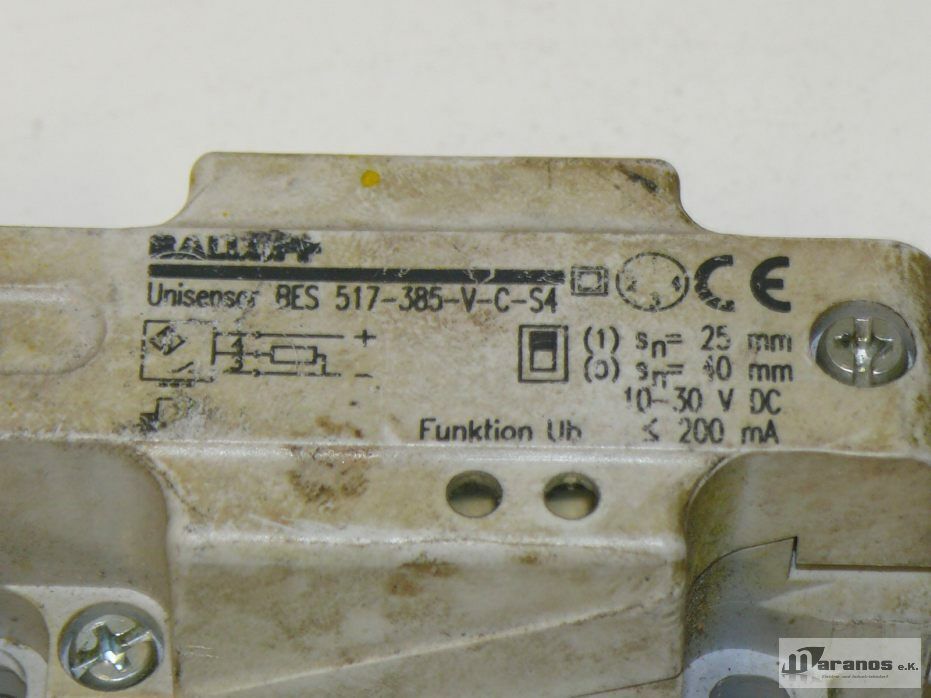 BALLUFF
Unisensor BES 517-385-V-C-S4
CE
(1) sn= 25 mm
(0) sn= 40 mm
10-30 V DC
Funktion Ub ≤ 200 mA
+
-
maranos e.K.